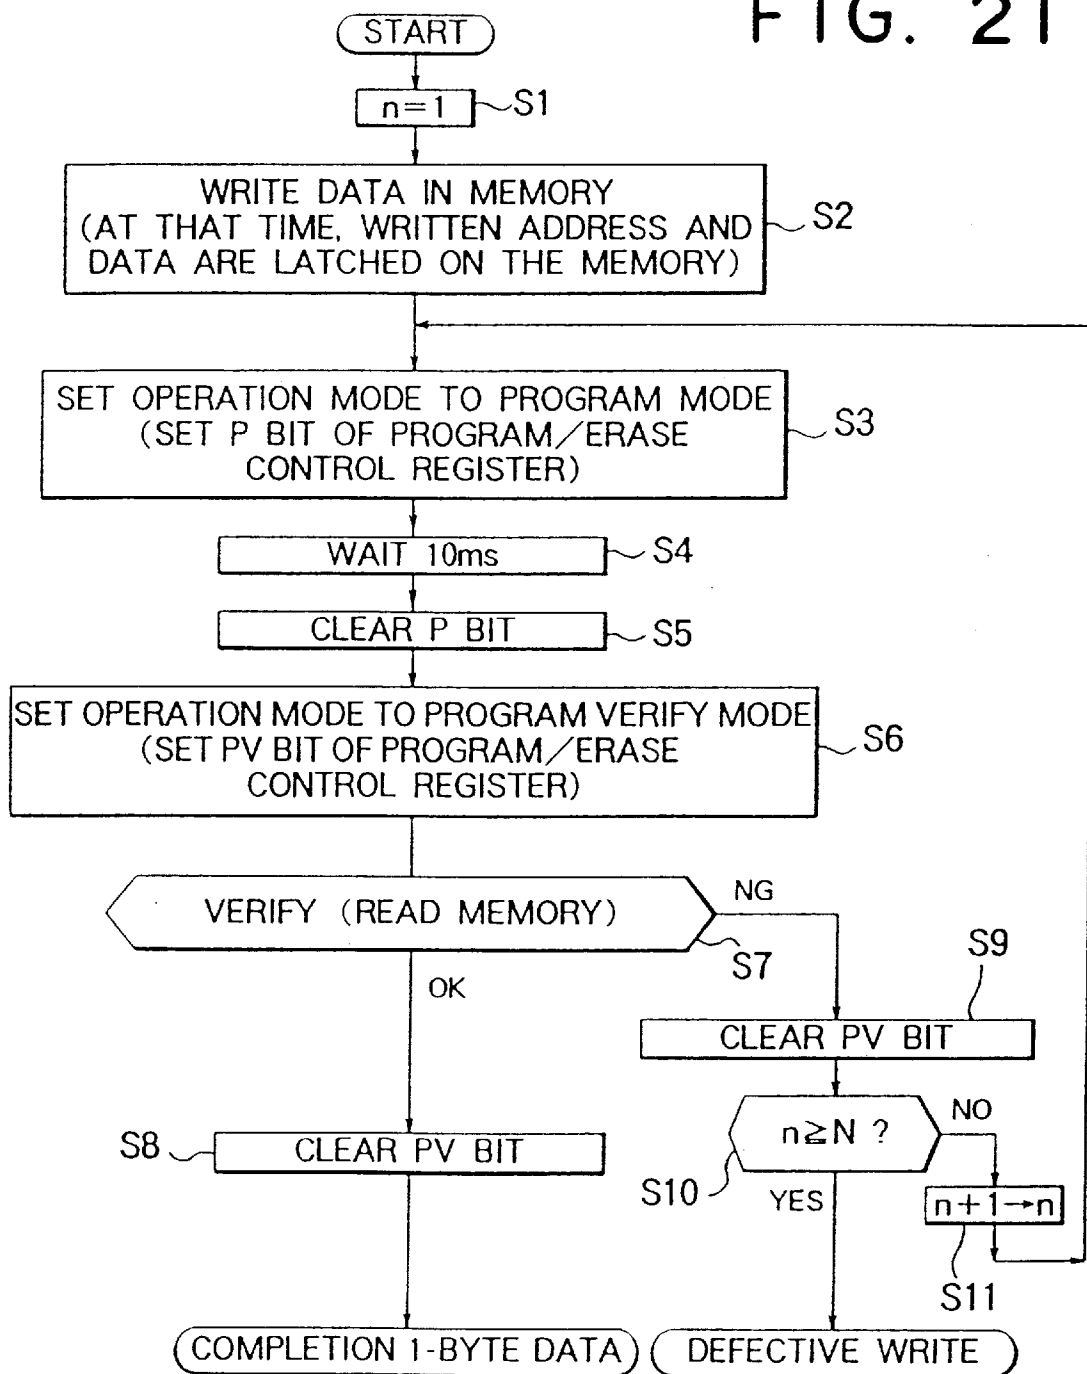 FIG. 21
START
n=1
S1
WRITE DATA IN MEMORY
(AT THAT TIME, WRITTEN ADDRESS AND
DATA ARE LATCHED ON THE MEMORY)
S2
SET OPERATION MODE TO PROGRAM MODE
(SET P BIT OF PROGRAM/ERASE
CONTROL REGISTER)
S3
WAIT 10ms
S4
CLEAR P BIT
S5
SET OPERATION MODE TO PROGRAM VERIFY MODE
(SET PV BIT OF PROGRAM/ERASE
CONTROL REGISTER)
S6
VERIFY (READ MEMORY)
NG
S7
OK
S9
CLEAR PV BIT
n≧N ?
NO
S10
YES
n+1→n
S11
S8
CLEAR PV BIT
COMPLETION 1-BYTE DATA
DEFECTIVE WRITE